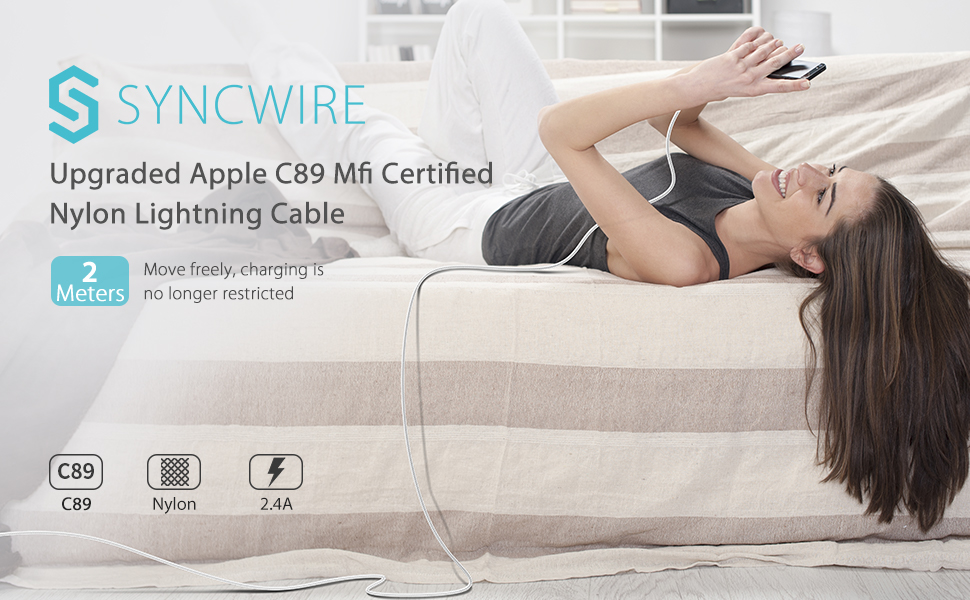 SYNCWIRE
Upgraded Apple C89 Mfi Certified
Nylon Lightning Cable
2
Meters
Move freely, charging is
no longer restricted
C89
C89
Nylon
2.4A